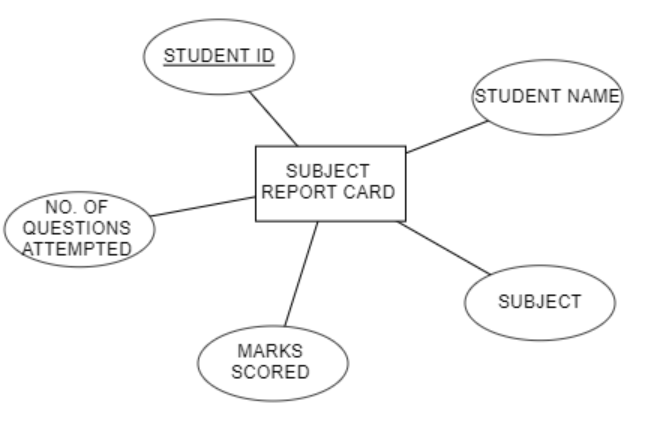 STUDENT ID
STUDENT NAME
SUBJECT
REPORT CARD
NO. OF
QUESTIONS
ATTEMPTED
SUBJECT
MARKS
SCORED